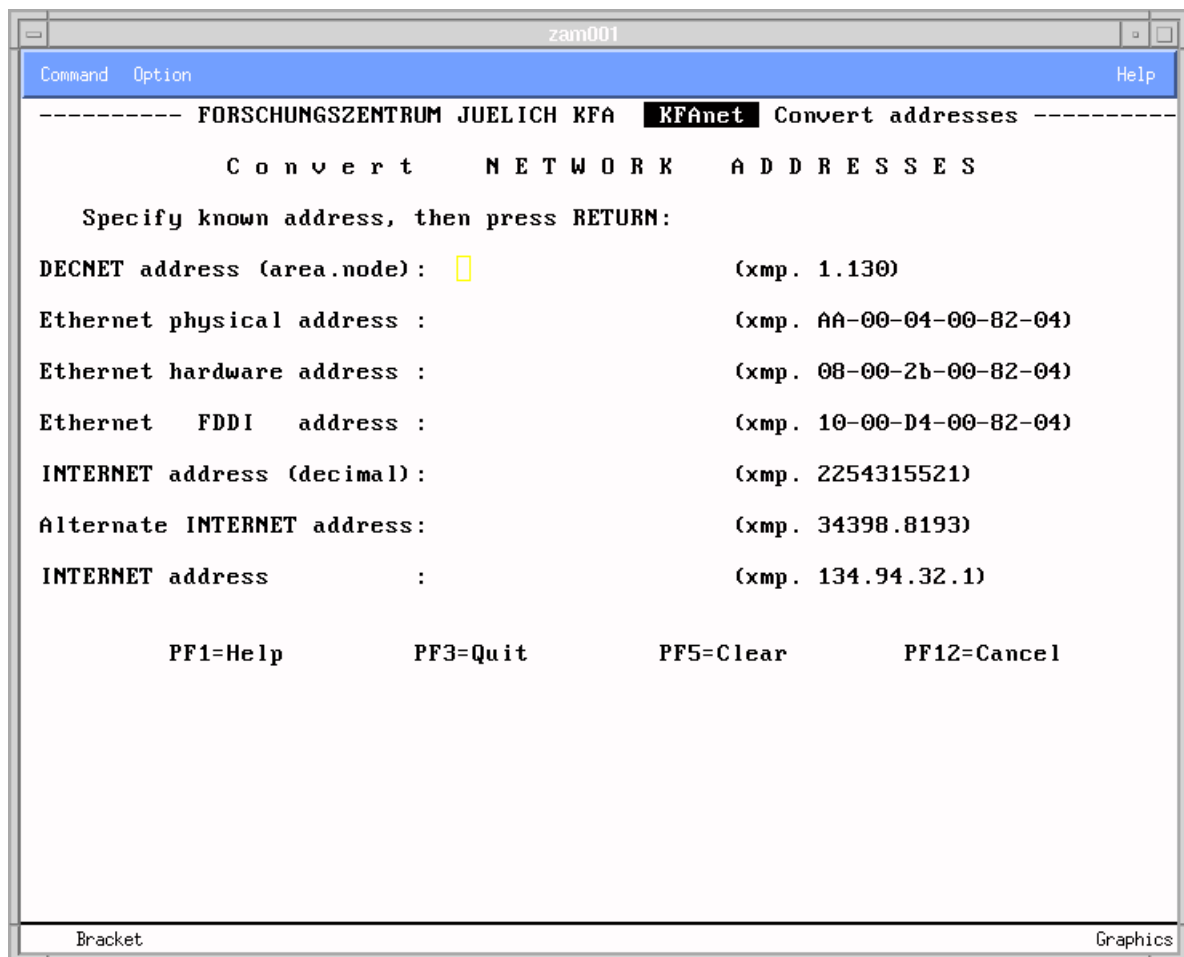 zam001
Command Option Help
---------- FORSCHUNGSZENTRUM JUELICH KFA KFAnet Convert addresses ----------
C o n v e r t N E T W O R K A D D R E S S E S
Specify known address, then press RETURN:
DECNET address (area.node): (xmp. 1.130)
Ethernet physical address : (xmp. AA-00-04-00-82-04)
Ethernet hardware address : (xmp. 08-00-2b-00-82-04)
Ethernet FDDI address : (xmp. 10-00-D4-00-82-04)
INTERNET address (decimal): (xmp. 2254315521)
Alternate INTERNET address: (xmp. 34398.8193)
INTERNET address : (xmp. 134.94.32.1)
PF1=Help PF3=Quit PF5=Clear PF12=Cancel
Bracket Graphics